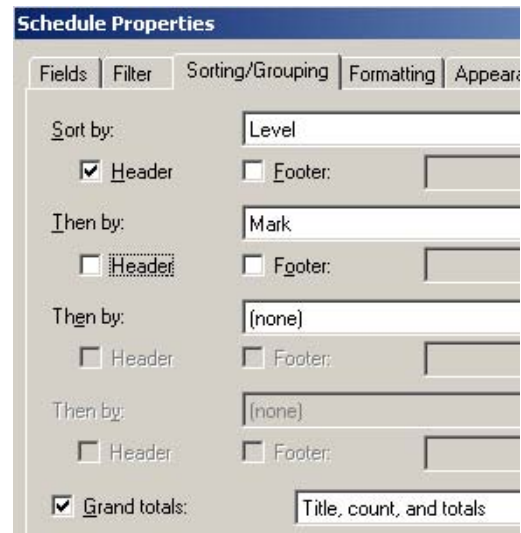 Schedule Properties
Fields Filter Sorting/Grouping Formatting
Sort by: Level
Header Footer:
Then by: Mark
Header Footer:
Then by: (none)
Header Footer:
Then by: (none)
Header Footer:
Grand totals: Title, count, and totals